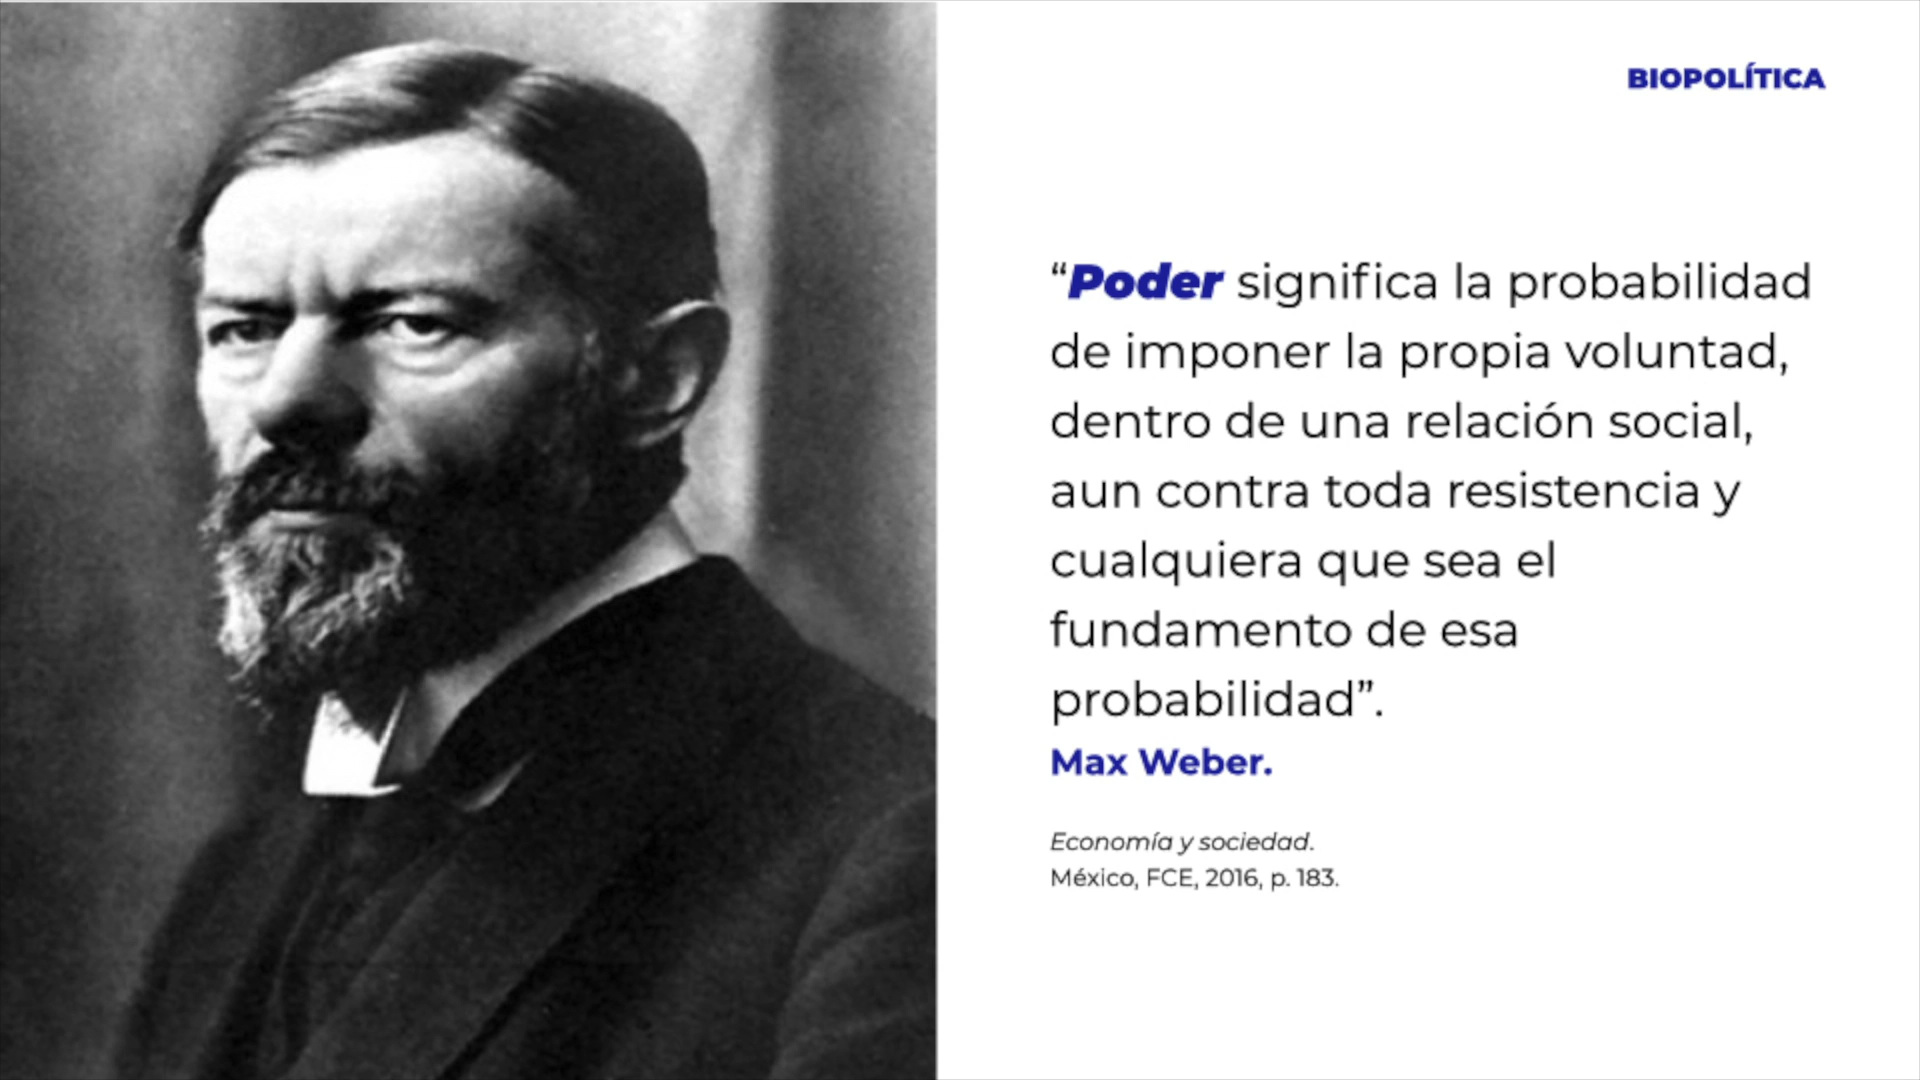 BIOPOLÍTICA
“Poder significa la probabilidad
de imponer la propia voluntad,
dentro de una relación social,
aun contra toda resistencia y
cualquiera que sea el
fundamento de esa
probabilidad”.
Max Weber.
Economía y sociedad.
México, FCE, 2016, p. 183.